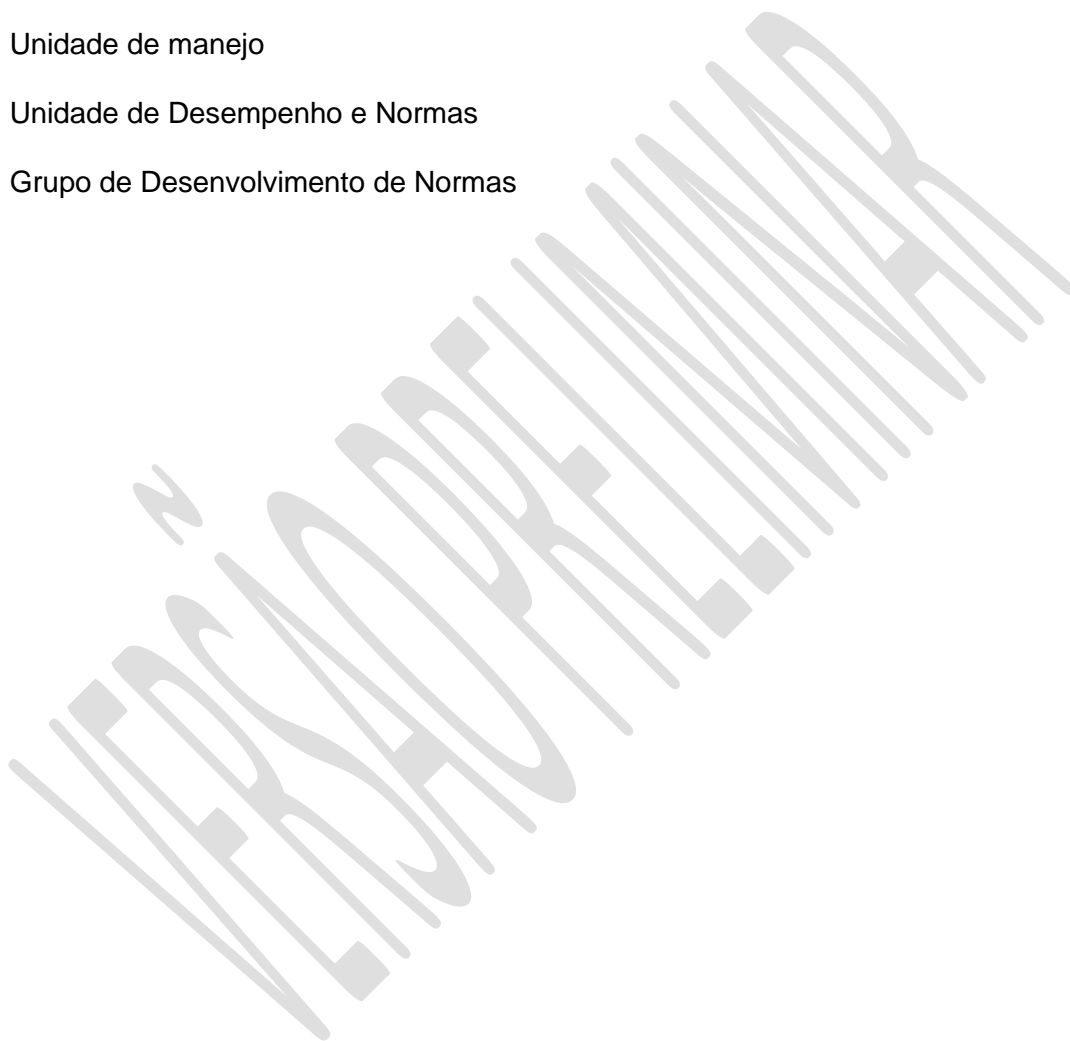 Unidade de manejo
Unidade de Desempenho e Normas
Grupo de Desenvolvimento de Normas
VERSÃO PRELIMINAR